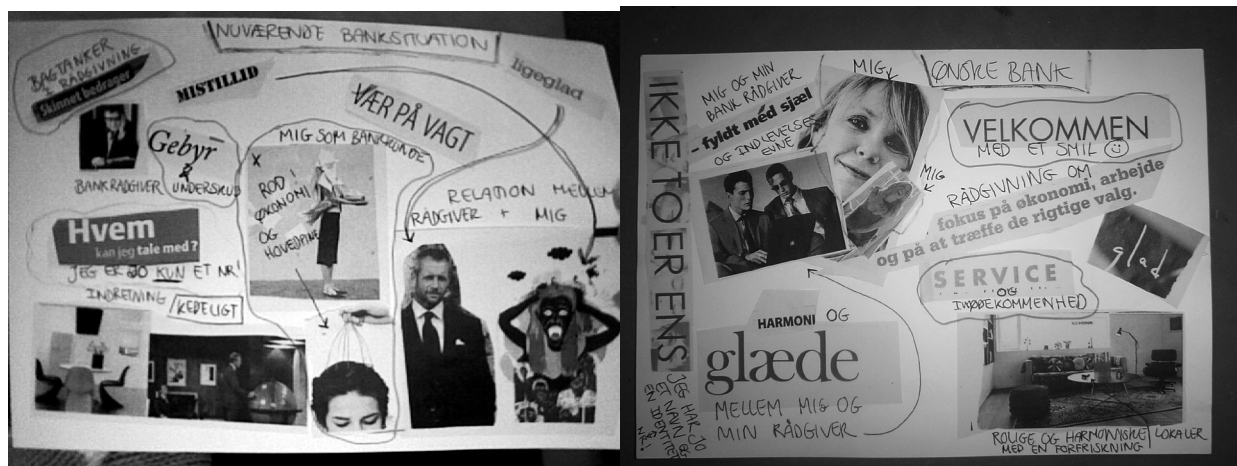 NUVÆRENDE BANKSITUATION
BAGTANKER
& RÅDGIVNING
Skinnet bedrager
MISTILLID
ligeglad
VÆR PÅ VAGT
Gebyr
& UNDERSKUD
BANKRÅDGIVER
MIG SOM BANKKUNDE
X
ROD I
ØKONOMI
OG
HOVEDPINE
RELATION MELLEM
RÅDGIVER + MIG
Hvem
kan jeg tale med?
JEG ER JO KUN ET NR!
INDRETNING
KEDELIGT
ØNSKE BANK
MIG
MIG OG MIN
BANK RÅDGIVER
- fyldt med sjæl
OG INDLEVELSES
EVNE
IKKE TO ER ENS
JEG HAR JO
ET NAVN OG
EN IDENTITET
MIG
VELKOMMEN
MED ET SMIL
RÅDGIVNING OM
fokus på økonomi, arbejde
og på at træffe de rigtige valg.
glad
SERVICE
OG
IMØDEKOMMENHED
HARMONI OG
glæde
MELLEM MIG OG
MIN RÅDGIVER
ROLIGE OG HARMONISKE LOKALER
MED EN FORFRISKNING